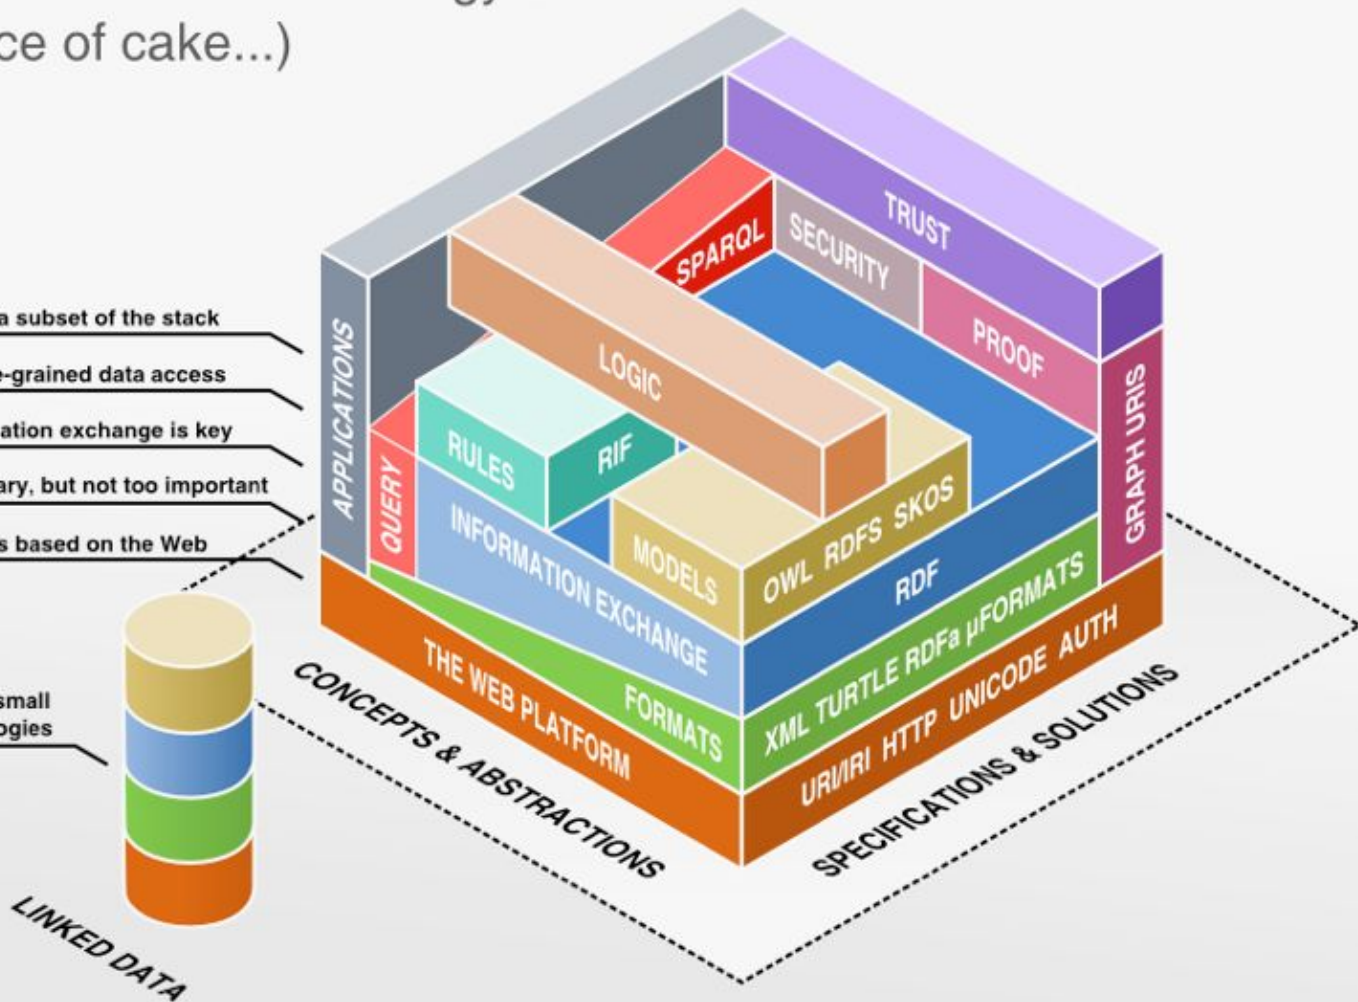 ce of cake...)
a subset of the stack
e-grained data access
ation exchange is key
ary, but not too important
s based on the Web
small
ogies
LINKED DATA
APPLICATIONS
QUERY
RULES
RIF
LOGIC
SPARQL
SECURITY
TRUST
PROOF
GRAPH URIS
INFORMATION EXCHANGE
MODELS
OWL RDFS SKOS
RDF
FORMATS
XML TURTLE RDFa μFORMATS
THE WEB PLATFORM
URI/IRI HTTP UNICODE AUTH
CONCEPTS & ABSTRACTIONS
SPECIFICATIONS & SOLUTIONS